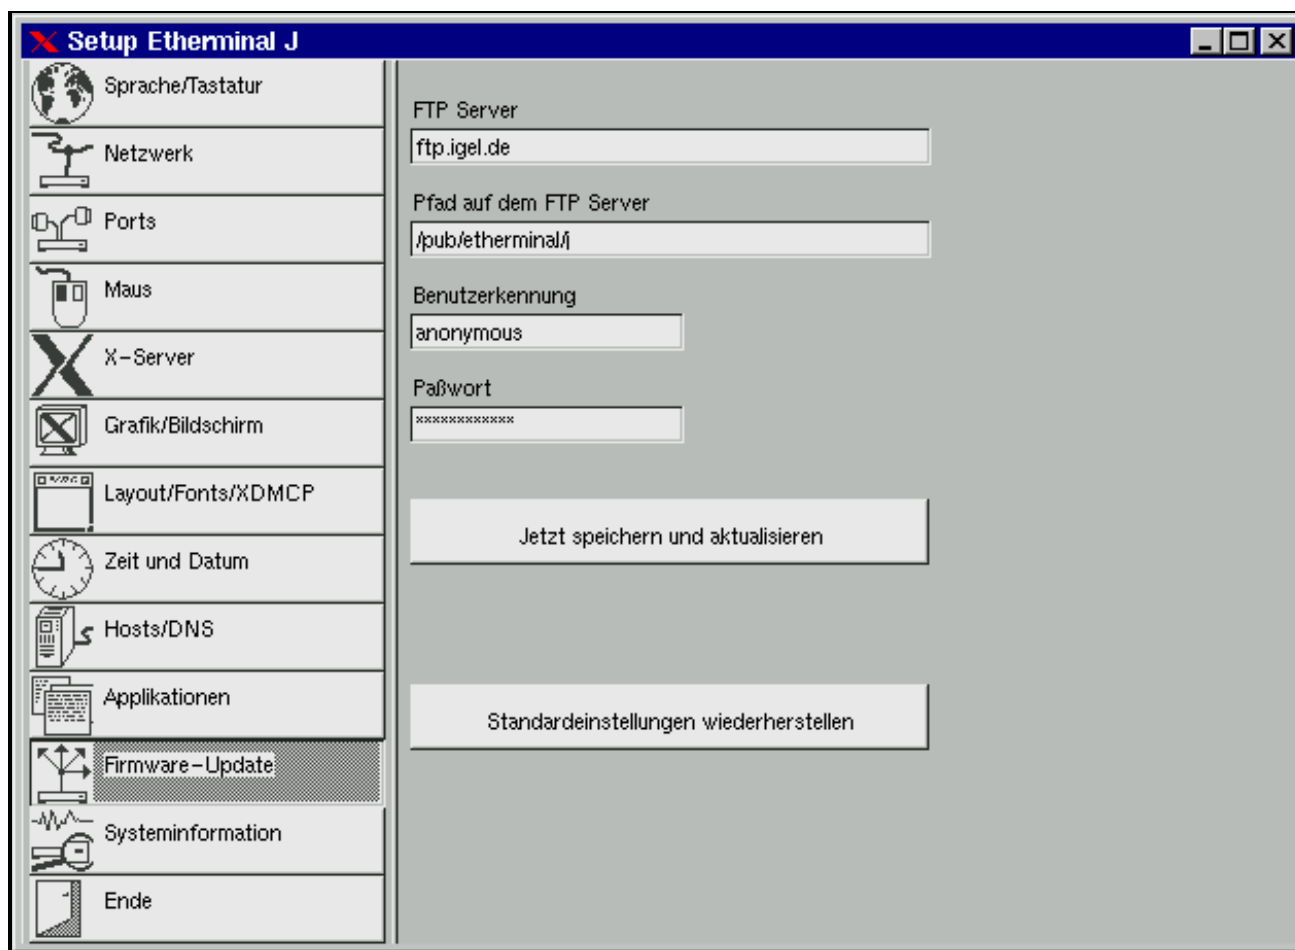 Setup Etherminal J
Sprache/Tastatur
Netzwerk
Ports
Maus
X-Server
Grafik/Bildschirm
Layout/Fonts/XDMCP
Zeit und Datum
Hosts/DNS
Applikationen
Firmware-Update
Systeminformation
Ende
FTP Server
ftp.igel.de
Pfad auf dem FTP Server
/pub/etherminal/j
Benutzerkennung
anonymous
Paßwort
************
Jetzt speichern und aktualisieren
Standardeinstellungen wiederherstellen